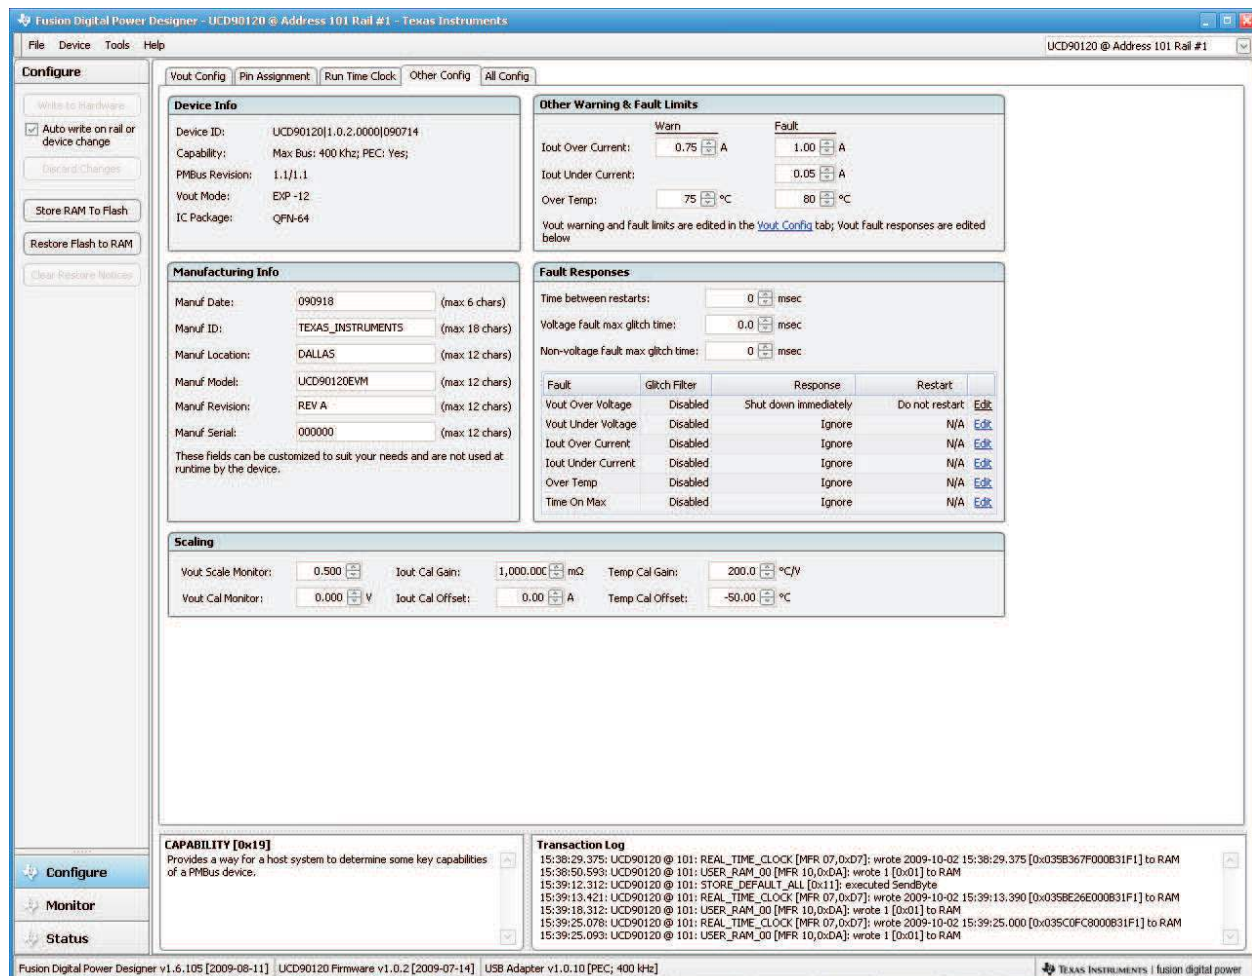 Fusion Digital Power Designer - UCD90120 @ Address 101 Rail #1 - Texas Instruments
File Device Tools Help
UCD90120 @ Address 101 Rail #1
Configure
Write to Hardware
Auto write on rail or
device change
Discard Changes
Store RAM To Flash
Restore Flash to RAM
Clear Restore Notices
Vout Config Pin Assignment Run Time Clock Other Config All Config
Device Info
Device ID: UCD90120|1.0.2.0000|090714
Capability: Max Bus: 400 Khz; PEC: Yes;
PMBus Revision: 1.1/1.1
Vout Mode: EXP -12
IC Package: QFN-64
Other Warning & Fault Limits
Warn Fault
Iout Over Current: 0.75 A 1.00 A
Iout Under Current: 0.05 A
Over Temp: 75 °C 80 °C
Vout warning and fault limits are edited in the Vout Config tab; Vout fault responses are edited
below
Manufacturing Info
Manuf Date: 090918 (max 6 chars)
Manuf ID: TEXAS_INSTRUMENTS (max 18 chars)
Manuf Location: DALLAS (max 12 chars)
Manuf Model: UCD90120EVM (max 12 chars)
Manuf Revision: REV A (max 12 chars)
Manuf Serial: 000000 (max 12 chars)
These fields can be customized to suit your needs and are not used at
runtime by the device.
Fault Responses
Time between restarts: 0 msec
Voltage fault max glitch time: 0.0 msec
Non-voltage fault max glitch time: 0 msec
Fault Glitch Filter Response Restart
Vout Over Voltage Disabled Shut down immediately Do not restart Edit
Vout Under Voltage Disabled Ignore N/A Edit
Iout Over Current Disabled Ignore N/A Edit
Iout Under Current Disabled Ignore N/A Edit
Over Temp Disabled Ignore N/A Edit
Time On Max Disabled Ignore N/A Edit
Scaling
Vout Scale Monitor: 0.500 Iout Cal Gain: 1,000.000 mΩ Temp Cal Gain: 200.0 °C/V
Vout Cal Monitor: 0.000 V Iout Cal Offset: 0.00 A Temp Cal Offset: -50.00 °C
Configure
Monitor
Status
CAPABILITY [0x19]
Provides a way for a host system to determine some key capabilities
of a PMBus device.
Transaction Log
15:38:29.375: UCD90120 @ 101: REAL_TIME_CLOCK [MFR 07,0xD7]: wrote 2009-10-02 15:38:29.375 [0x035B367F000B31F1] to RAM
15:38:50.593: UCD90120 @ 101: USER_RAM_00 [MFR 10,0xDA]: wrote 1 [0x01] to RAM
15:39:12.312: UCD90120 @ 101: STORE_DEFAULT_ALL [0x11]: executed SendByte
15:39:13.421: UCD90120 @ 101: REAL_TIME_CLOCK [MFR 07,0xD7]: wrote 2009-10-02 15:39:13.390 [0x035BE26E000B31F1] to RAM
15:39:18.312: UCD90120 @ 101: USER_RAM_00 [MFR 10,0xDA]: wrote 1 [0x01] to RAM
15:39:25.078: UCD90120 @ 101: REAL_TIME_CLOCK [MFR 07,0xD7]: wrote 2009-10-02 15:39:25.000 [0x035C0FC8000B31F1] to RAM
15:39:25.093: UCD90120 @ 101: USER_RAM_00 [MFR 10,0xDA]: wrote 1 [0x01] to RAM
Fusion Digital Power Designer v1.6.105 [2009-08-11] UCD90120 Firmware v1.0.2 [2009-07-14] USB Adapter v1.0.10 [PEC; 400 kHz] TEXAS INSTRUMENTS | fusion digital power